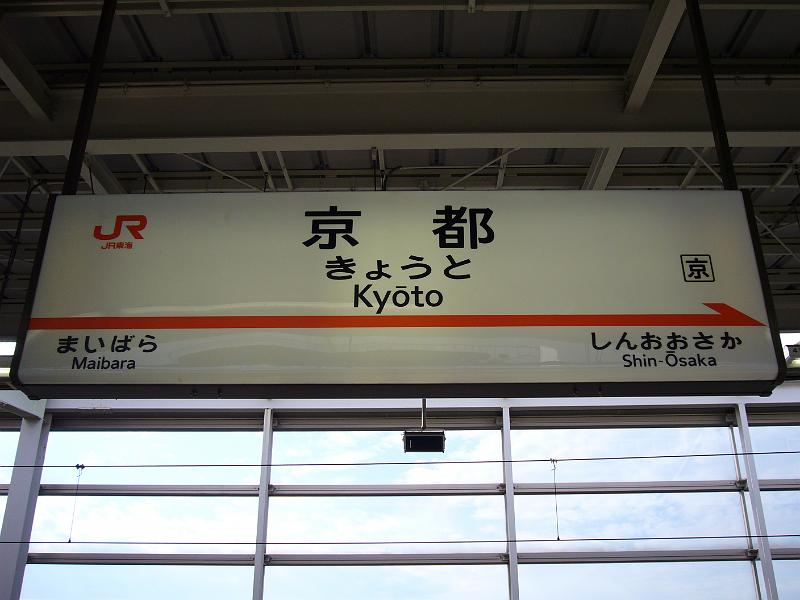 JR
JR東海
京都
きょうと
Kyōto
京
まいばら
Maibara
しんおおさか
Shin-Ōsaka